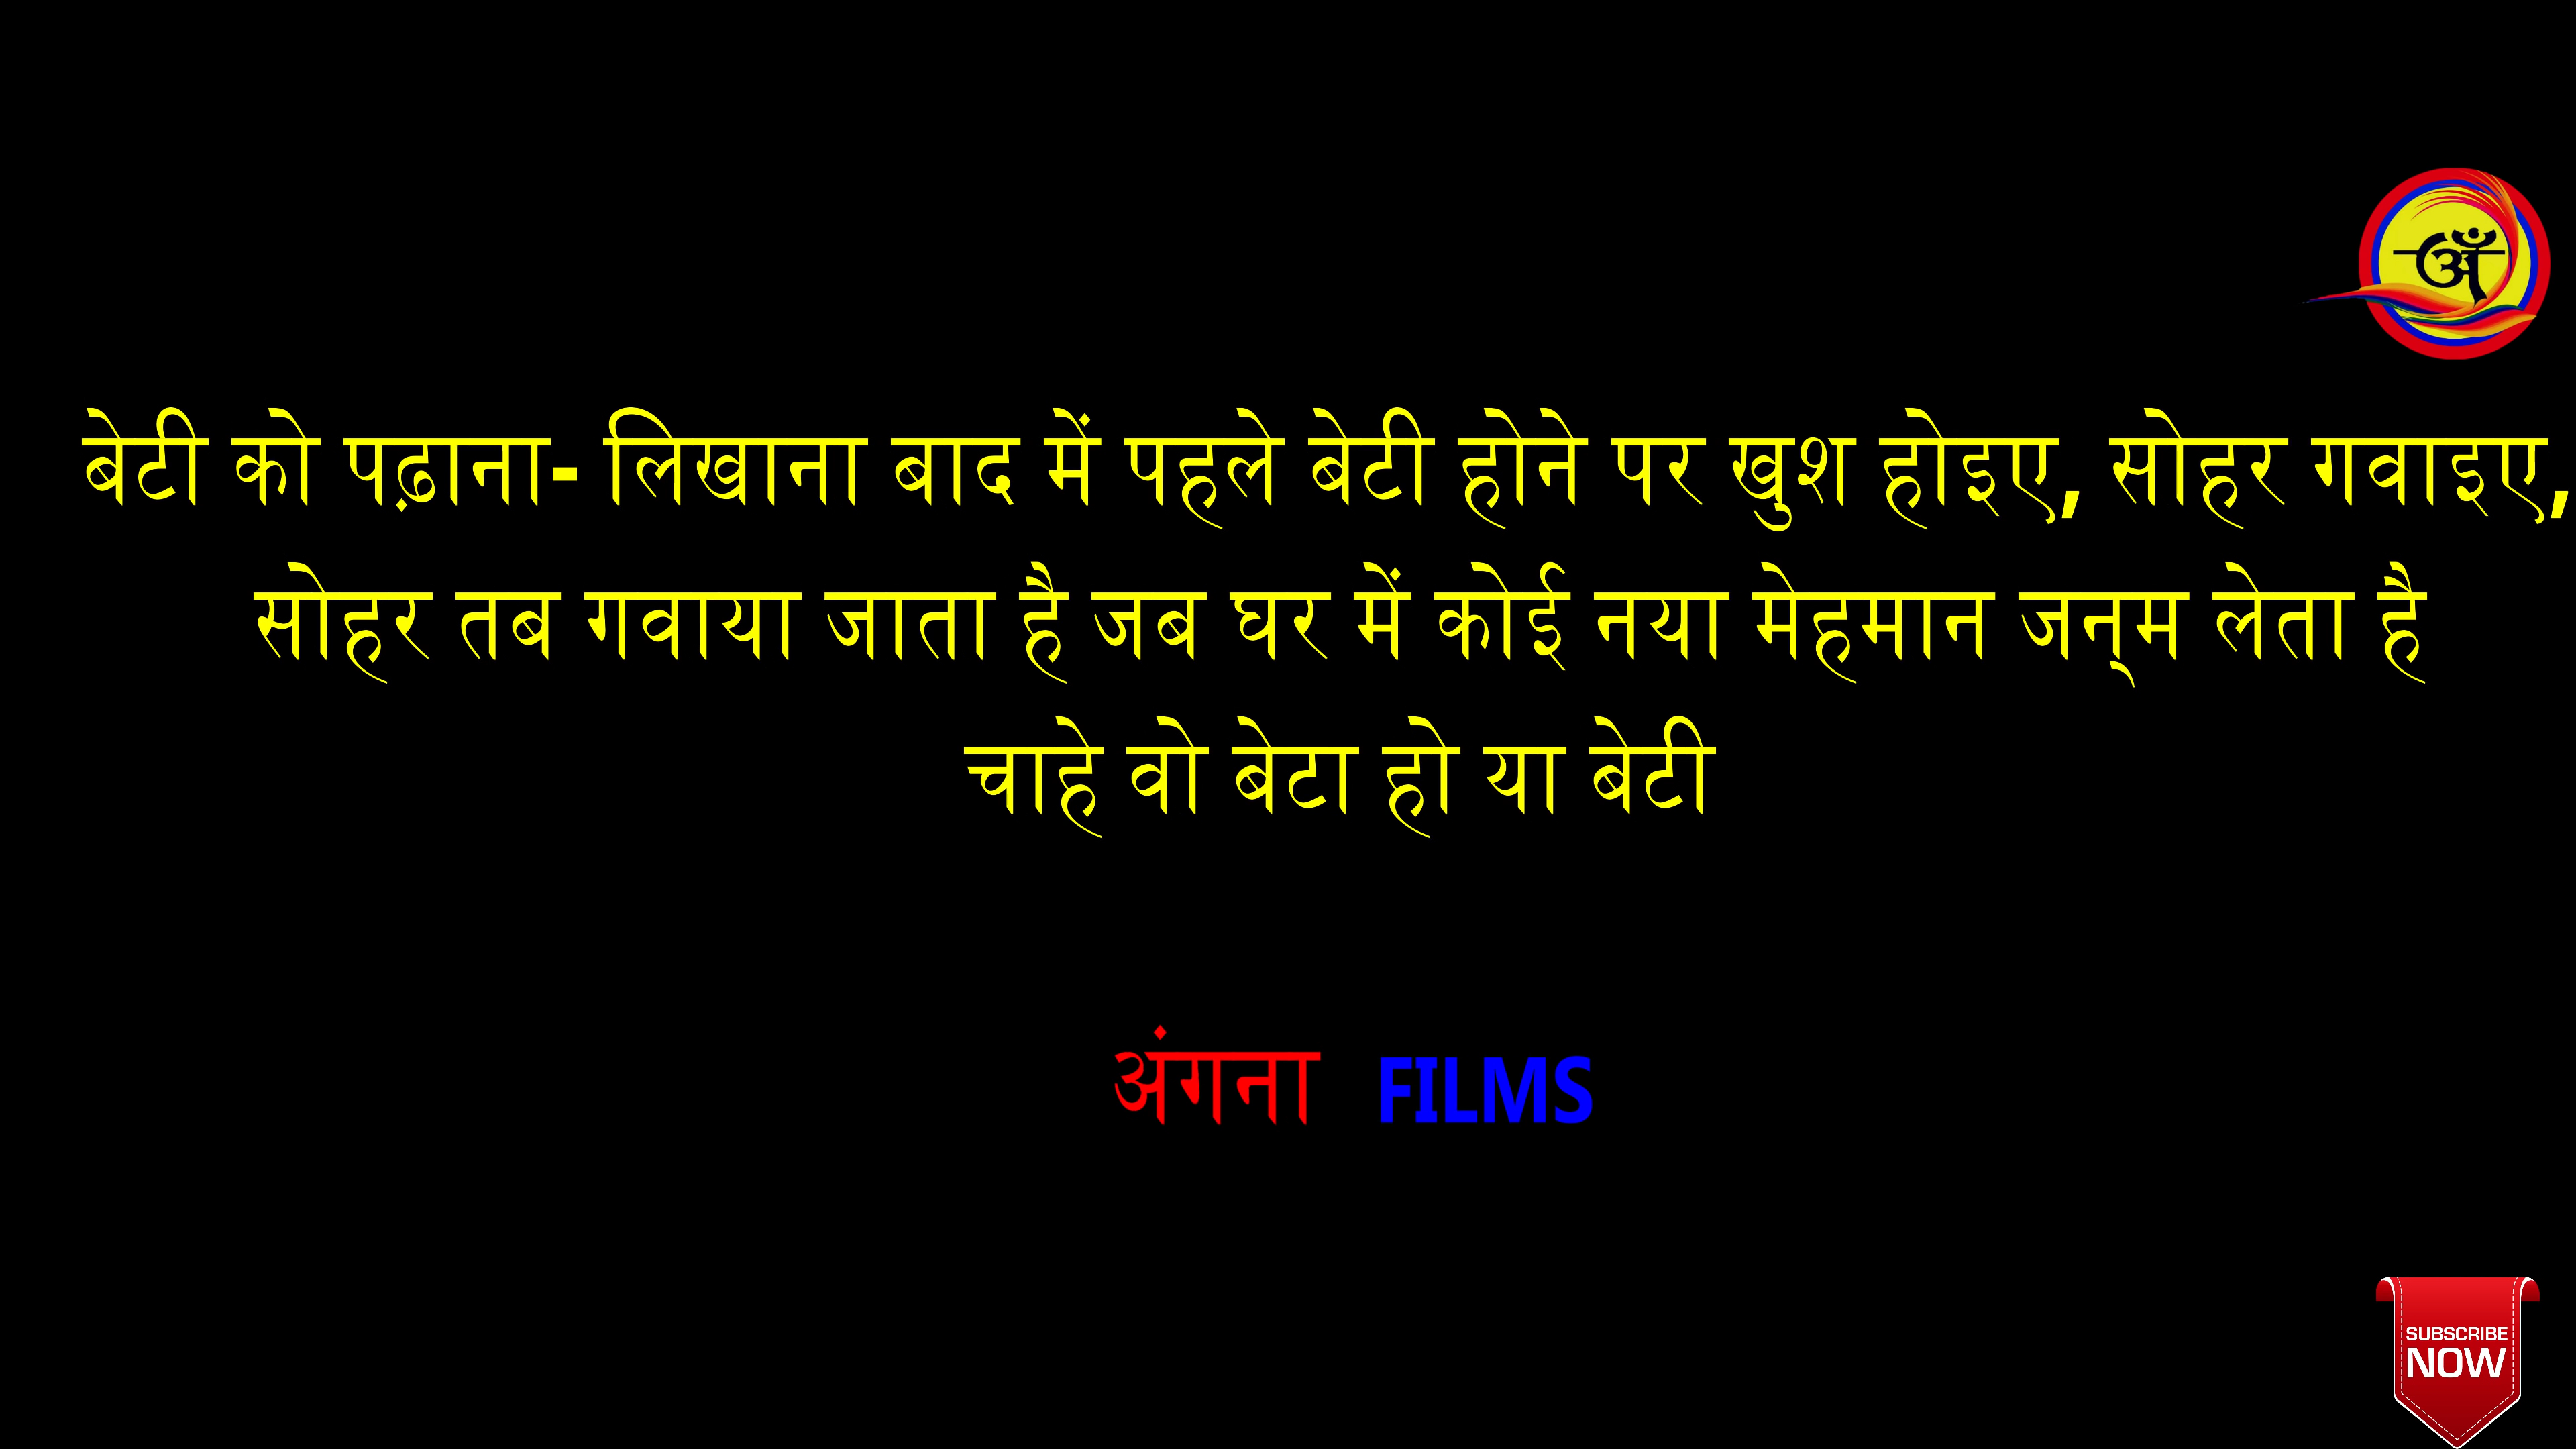 अं
बेटी को पढ़ाना- लिखाना बाद में पहले बेटी होने पर खुश होइए, सोहर गवाइए,
सोहर तब गवाया जाता है जब घर में कोई नया मेहमान जन्‌म लेता है
चाहे वो बेटा हो या बेटी
अंगना FILMS
SUBSCRIBE
NOW